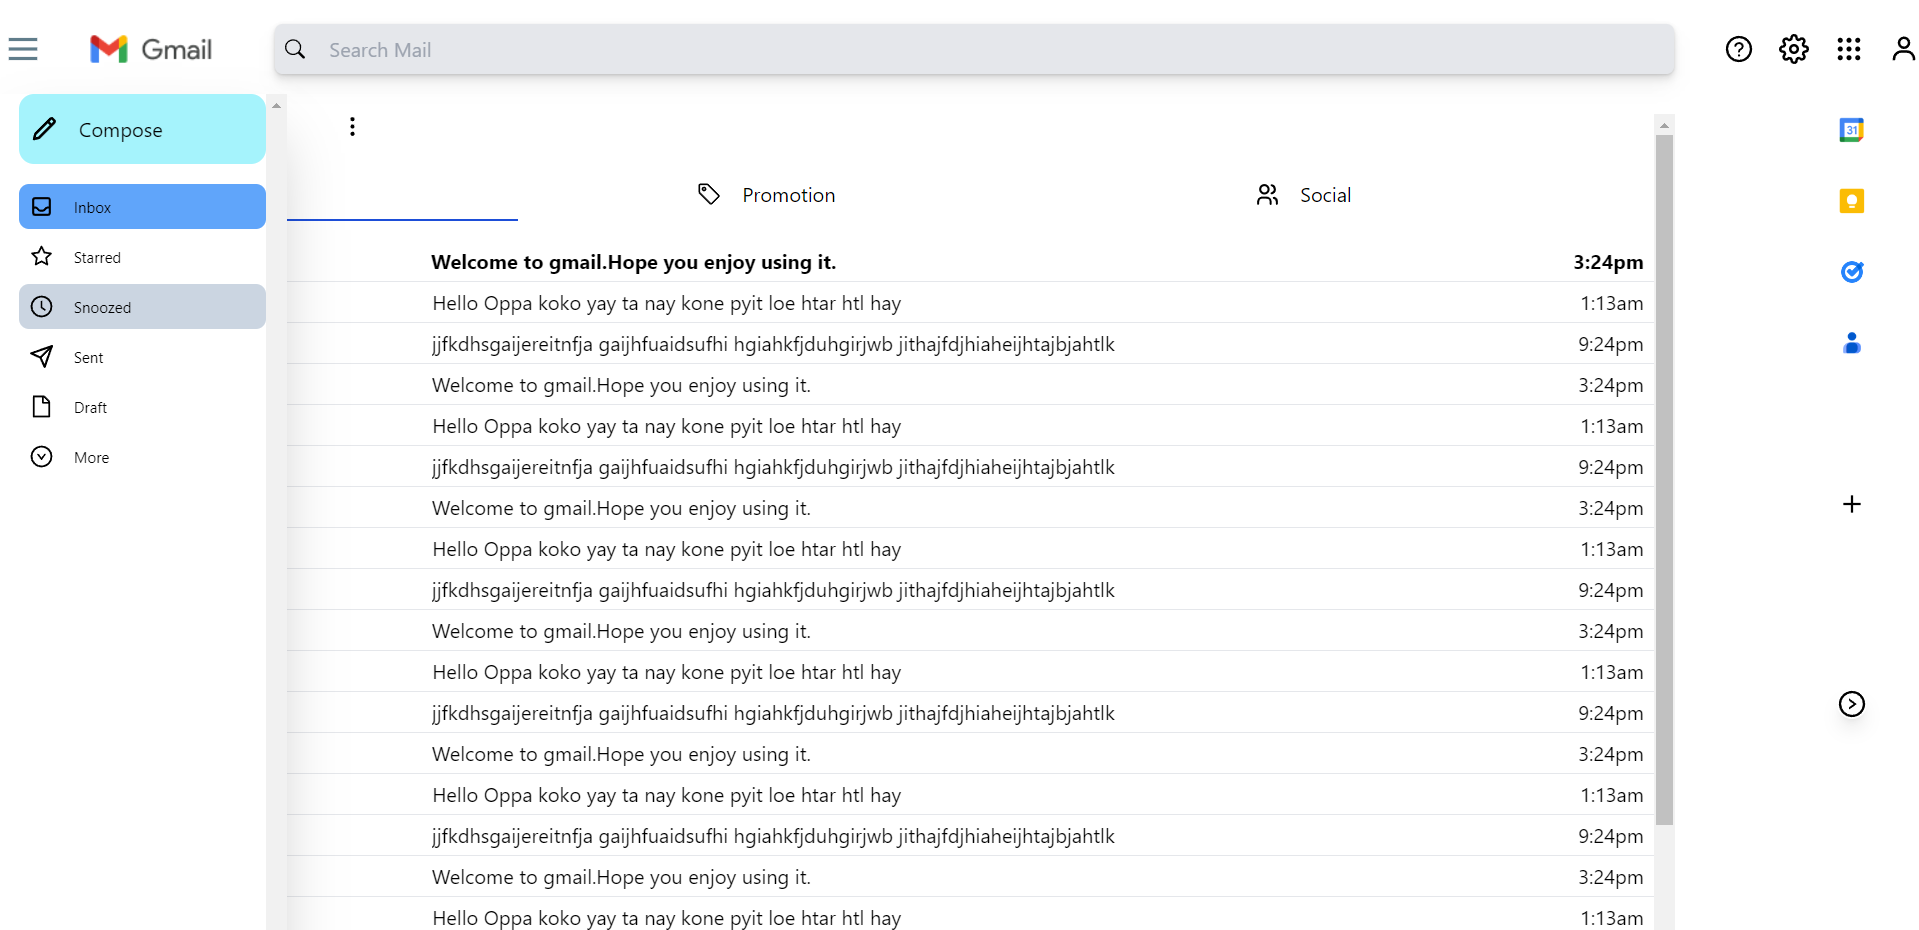 Gmail
Search Mail
Compose
Inbox
Starred
Snoozed
Sent
Draft
More
Promotion
Social
Welcome to gmail.Hope you enjoy using it. 3:24pm
Hello Oppa koko yay ta nay kone pyit loe htar htl hay 1:13am
jjfkdhsgaijereitnfja gaijhfuaidsufhi hgiahkfjduhgirjwb jithajfdjhiaheijhtajbjahtlk 9:24pm
Welcome to gmail.Hope you enjoy using it. 3:24pm
Hello Oppa koko yay ta nay kone pyit loe htar htl hay 1:13am
jjfkdhsgaijereitnfja gaijhfuaidsufhi hgiahkfjduhgirjwb jithajfdjhiaheijhtajbjahtlk 9:24pm
Welcome to gmail.Hope you enjoy using it. 3:24pm
Hello Oppa koko yay ta nay kone pyit loe htar htl hay 1:13am
jjfkdhsgaijereitnfja gaijhfuaidsufhi hgiahkfjduhgirjwb jithajfdjhiaheijhtajbjahtlk 9:24pm
Welcome to gmail.Hope you enjoy using it. 3:24pm
Hello Oppa koko yay ta nay kone pyit loe htar htl hay 1:13am
jjfkdhsgaijereitnfja gaijhfuaidsufhi hgiahkfjduhgirjwb jithajfdjhiaheijhtajbjahtlk 9:24pm
Welcome to gmail.Hope you enjoy using it. 3:24pm
Hello Oppa koko yay ta nay kone pyit loe htar htl hay 1:13am
jjfkdhsgaijereitnfja gaijhfuaidsufhi hgiahkfjduhgirjwb jithajfdjhiaheijhtajbjahtlk 9:24pm
Welcome to gmail.Hope you enjoy using it. 3:24pm
Hello Oppa koko yay ta nay kone pyit loe htar htl hay 1:13am
31